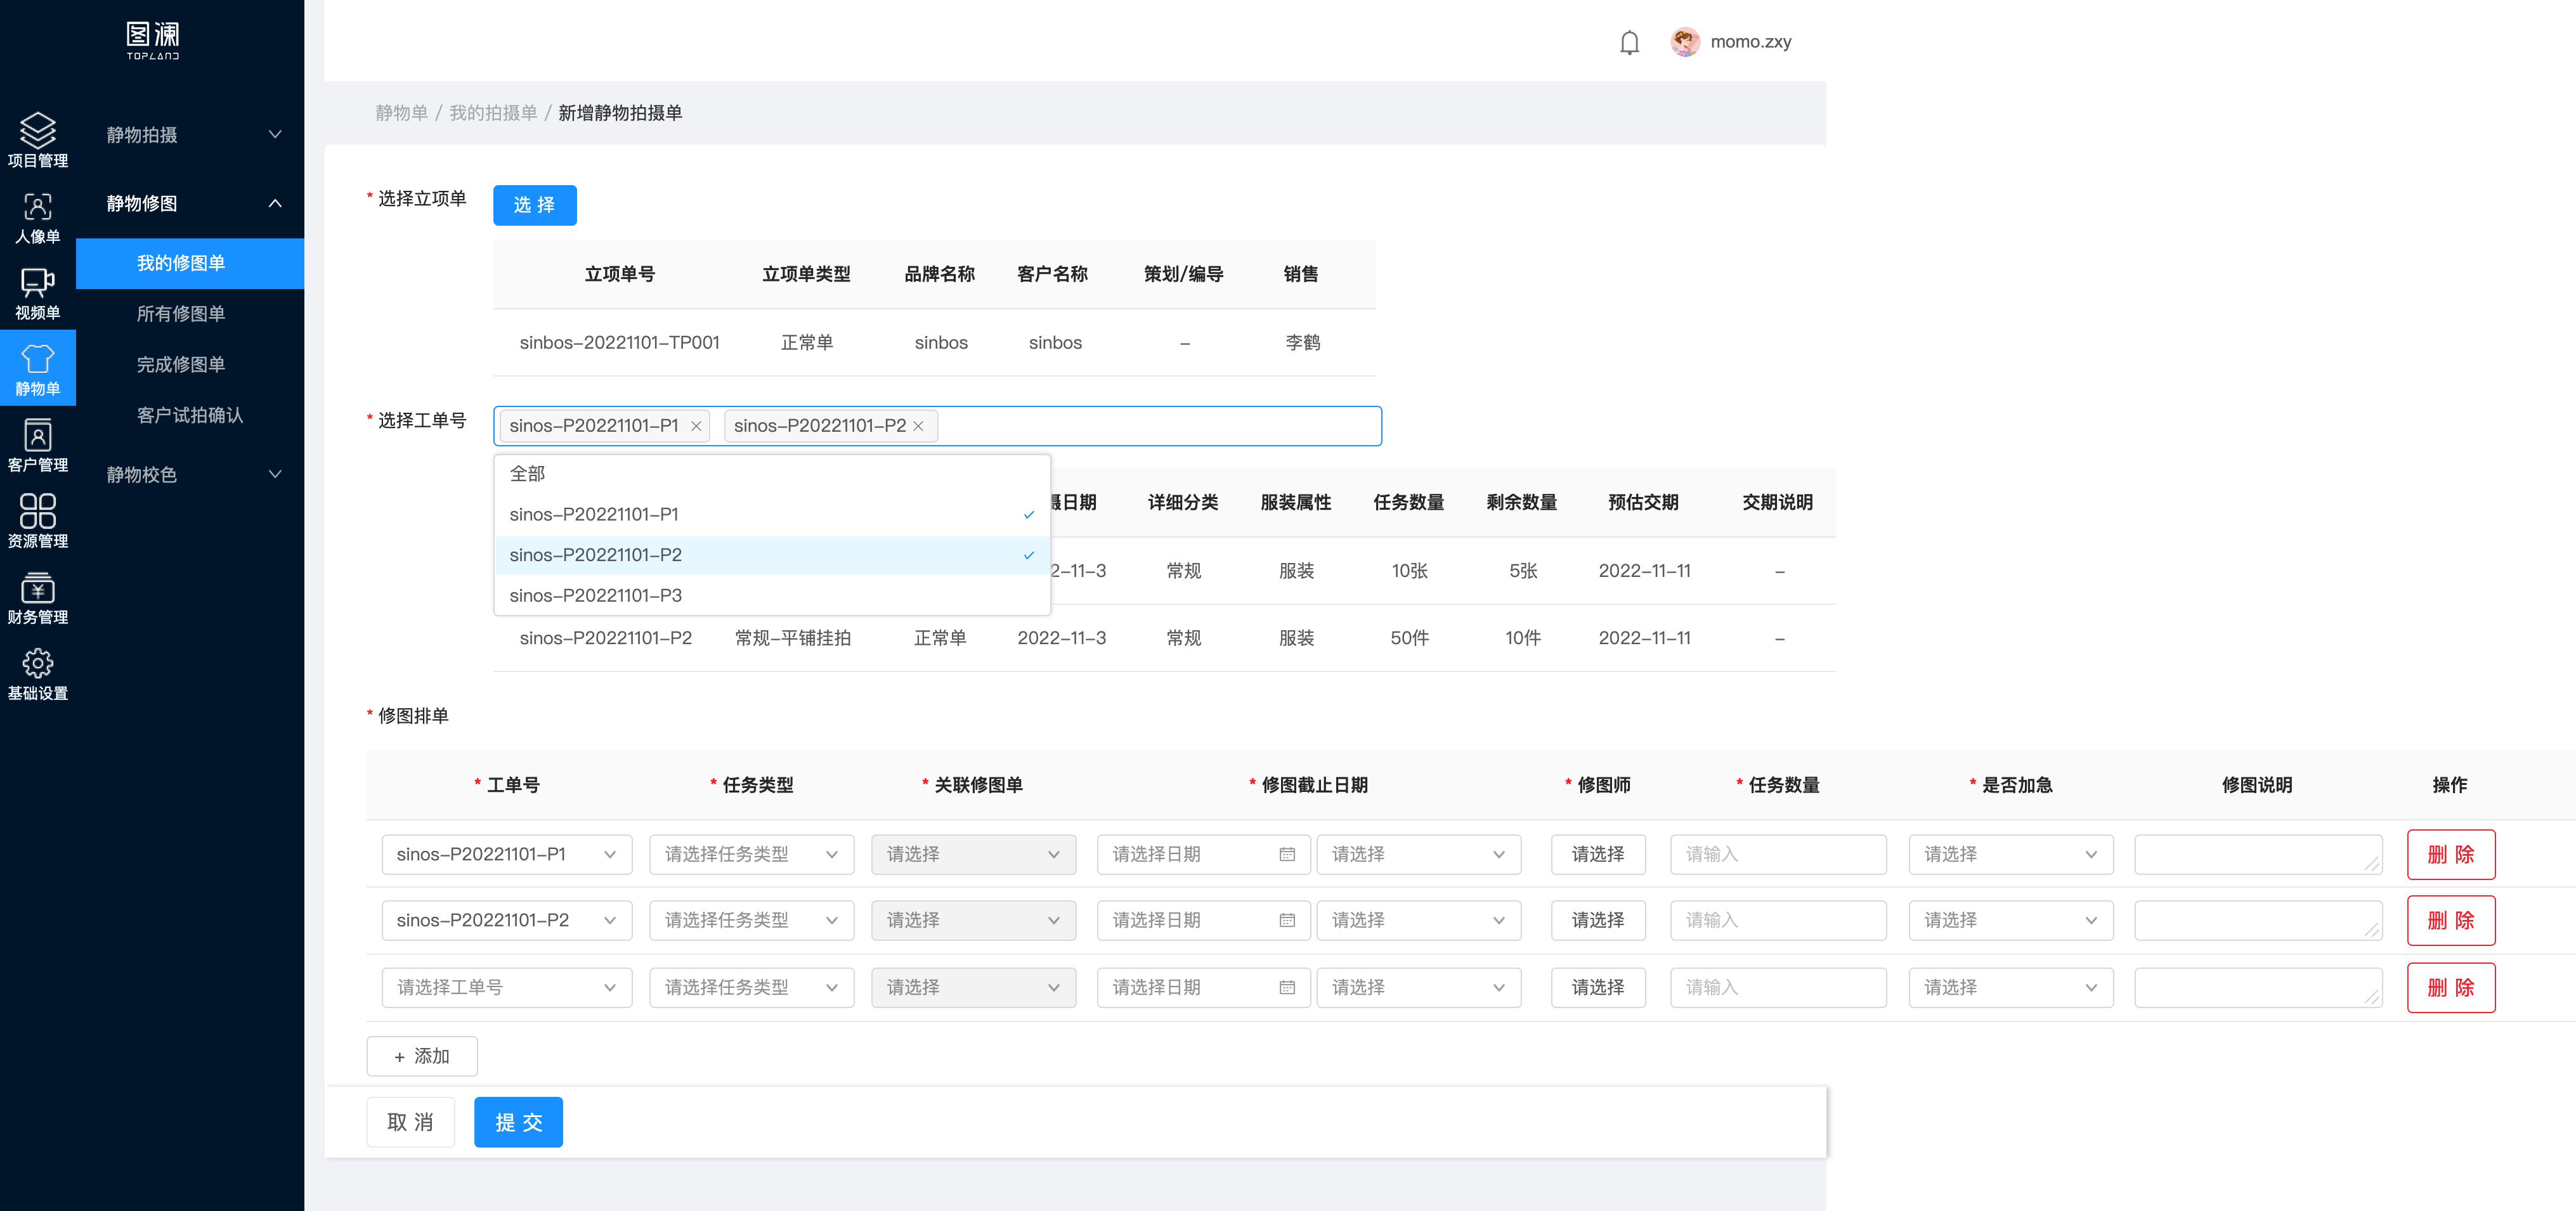 图澜
TOPLAND
momo.zxy
项目管理
人像单
视频单
静物单
客户管理
资源管理
财务管理
基础设置
静物拍摄
静物修图
我的修图单
所有修图单
完成修图单
客户试拍确认
静物校色
静物单 / 我的拍摄单 / 新增静物拍摄单
* 选择立项单 选 择
立项单号 立项单类型 品牌名称 客户名称 策划/编导 销售
sinbos-20221101-TP001 正常单 sinbos sinbos – 李鹤
* 选择工单号 sinos-P20221101-P1 sinos-P20221101-P2
全部
sinos-P20221101-P1
sinos-P20221101-P2
sinos-P20221101-P3
摄日期 详细分类 服装属性 任务数量 剩余数量 预估交期 交期说明
2-11-3 常规 服装 10张 5张 2022-11-11 –
sinos-P20221101-P2 常规-平铺挂拍 正常单 2022-11-3 常规 服装 50件 10件 2022-11-11 –
* 修图排单
* 工单号 * 任务类型 * 关联修图单 * 修图截止日期 * 修图师 * 任务数量 * 是否加急 修图说明 操作
sinos-P20221101-P1 请选择任务类型 请选择 请选择日期 请选择 请选择 请输入 请选择 删 除
sinos-P20221101-P2 请选择任务类型 请选择 请选择日期 请选择 请选择 请输入 请选择 删 除
请选择工单号 请选择任务类型 请选择 请选择日期 请选择 请选择 请输入 请选择 删 除
+ 添加
取 消 提 交